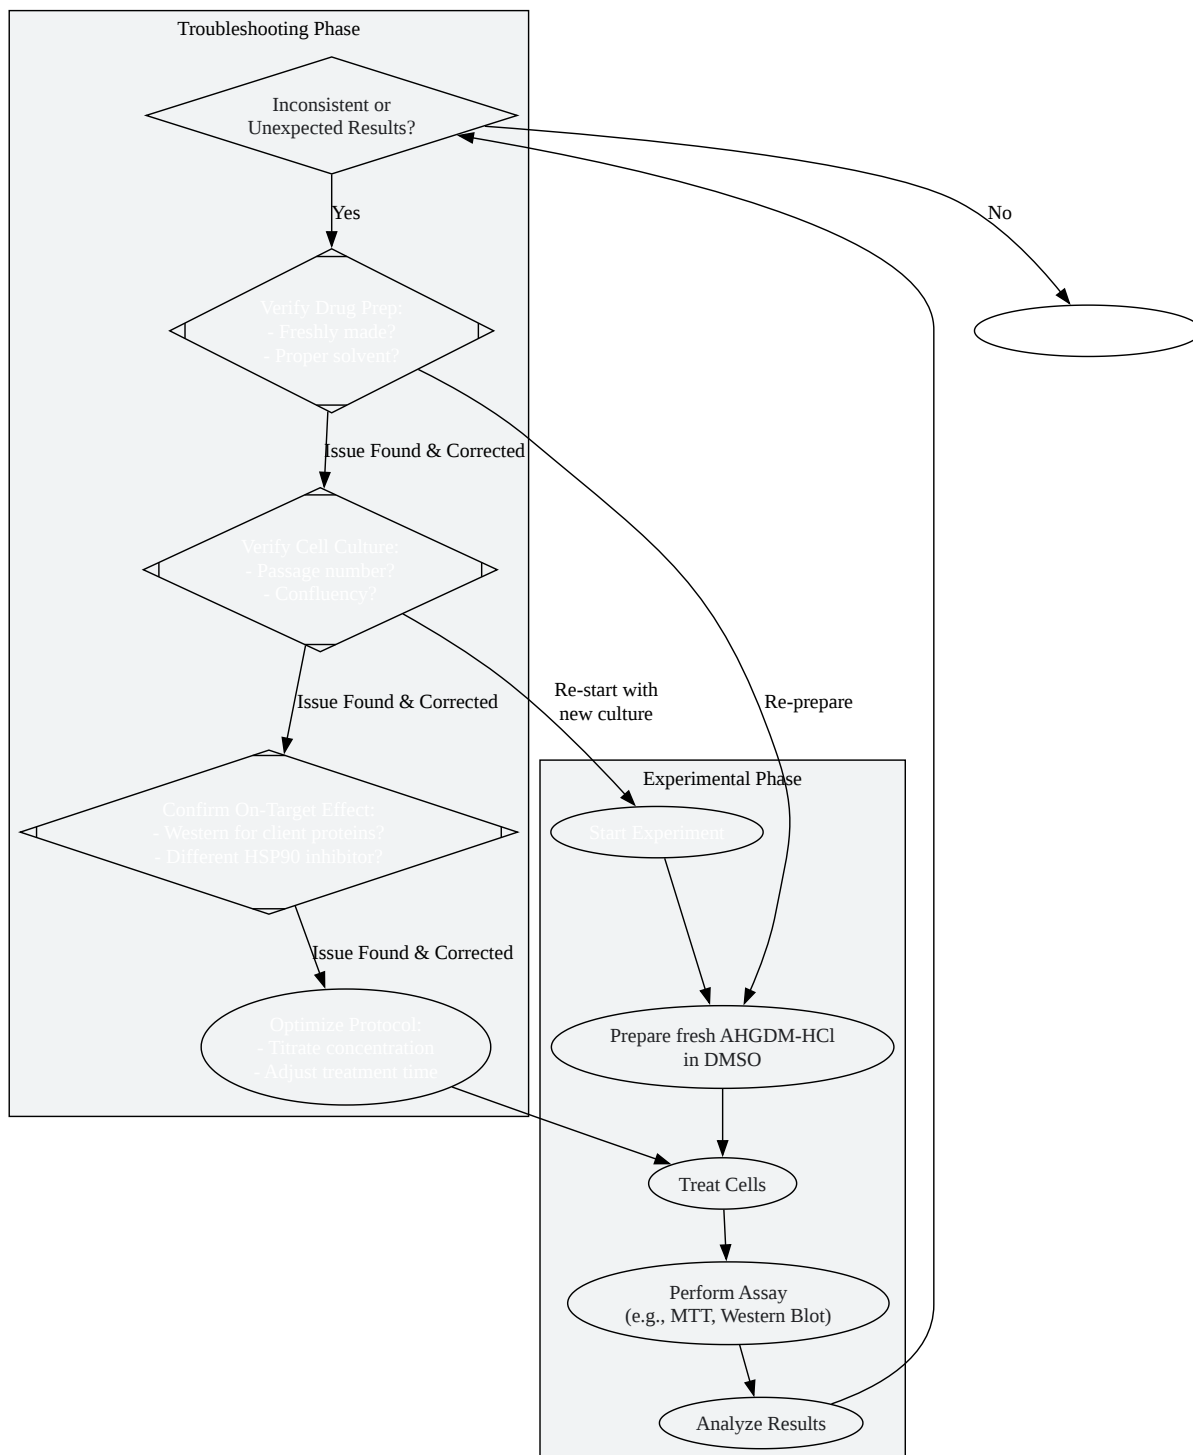 Troubleshooting Phase
Inconsistent or
Unexpected Results?
Yes
No
Verify Drug Prep:
- Freshly made?
- Proper solvent?
Issue Found & Corrected
Verify Cell Culture:
- Passage number?
- Confluency?
Issue Found & Corrected
Re-start with
new culture
Re-prepare
Experimental Phase
Confirm On-Target Effect:
- Western for client proteins?
- Different HSP90 inhibitor?
Start Experiment
Issue Found & Corrected
Optimize Protocol:
- Titrate concentration
- Adjust treatment time
Prepare fresh AHGDM-HCl
in DMSO
Treat Cells
Perform Assay
(e.g., MTT, Western Blot)
Analyze Results